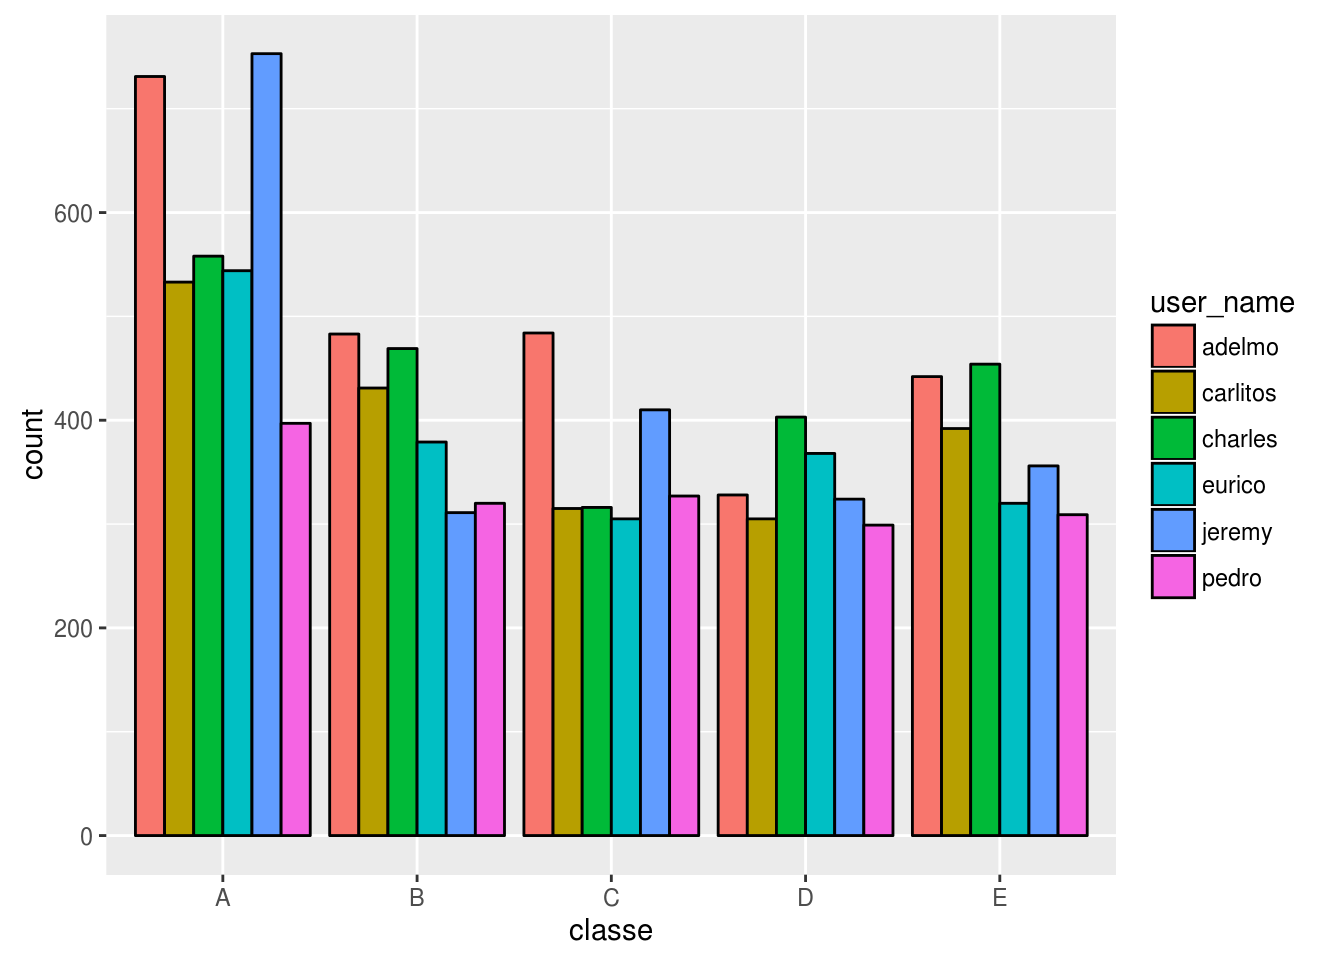 count
600
400
200
0
A B C D E
classe
user_name
adelmo
carlitos
charles
eurico
jeremy
pedro